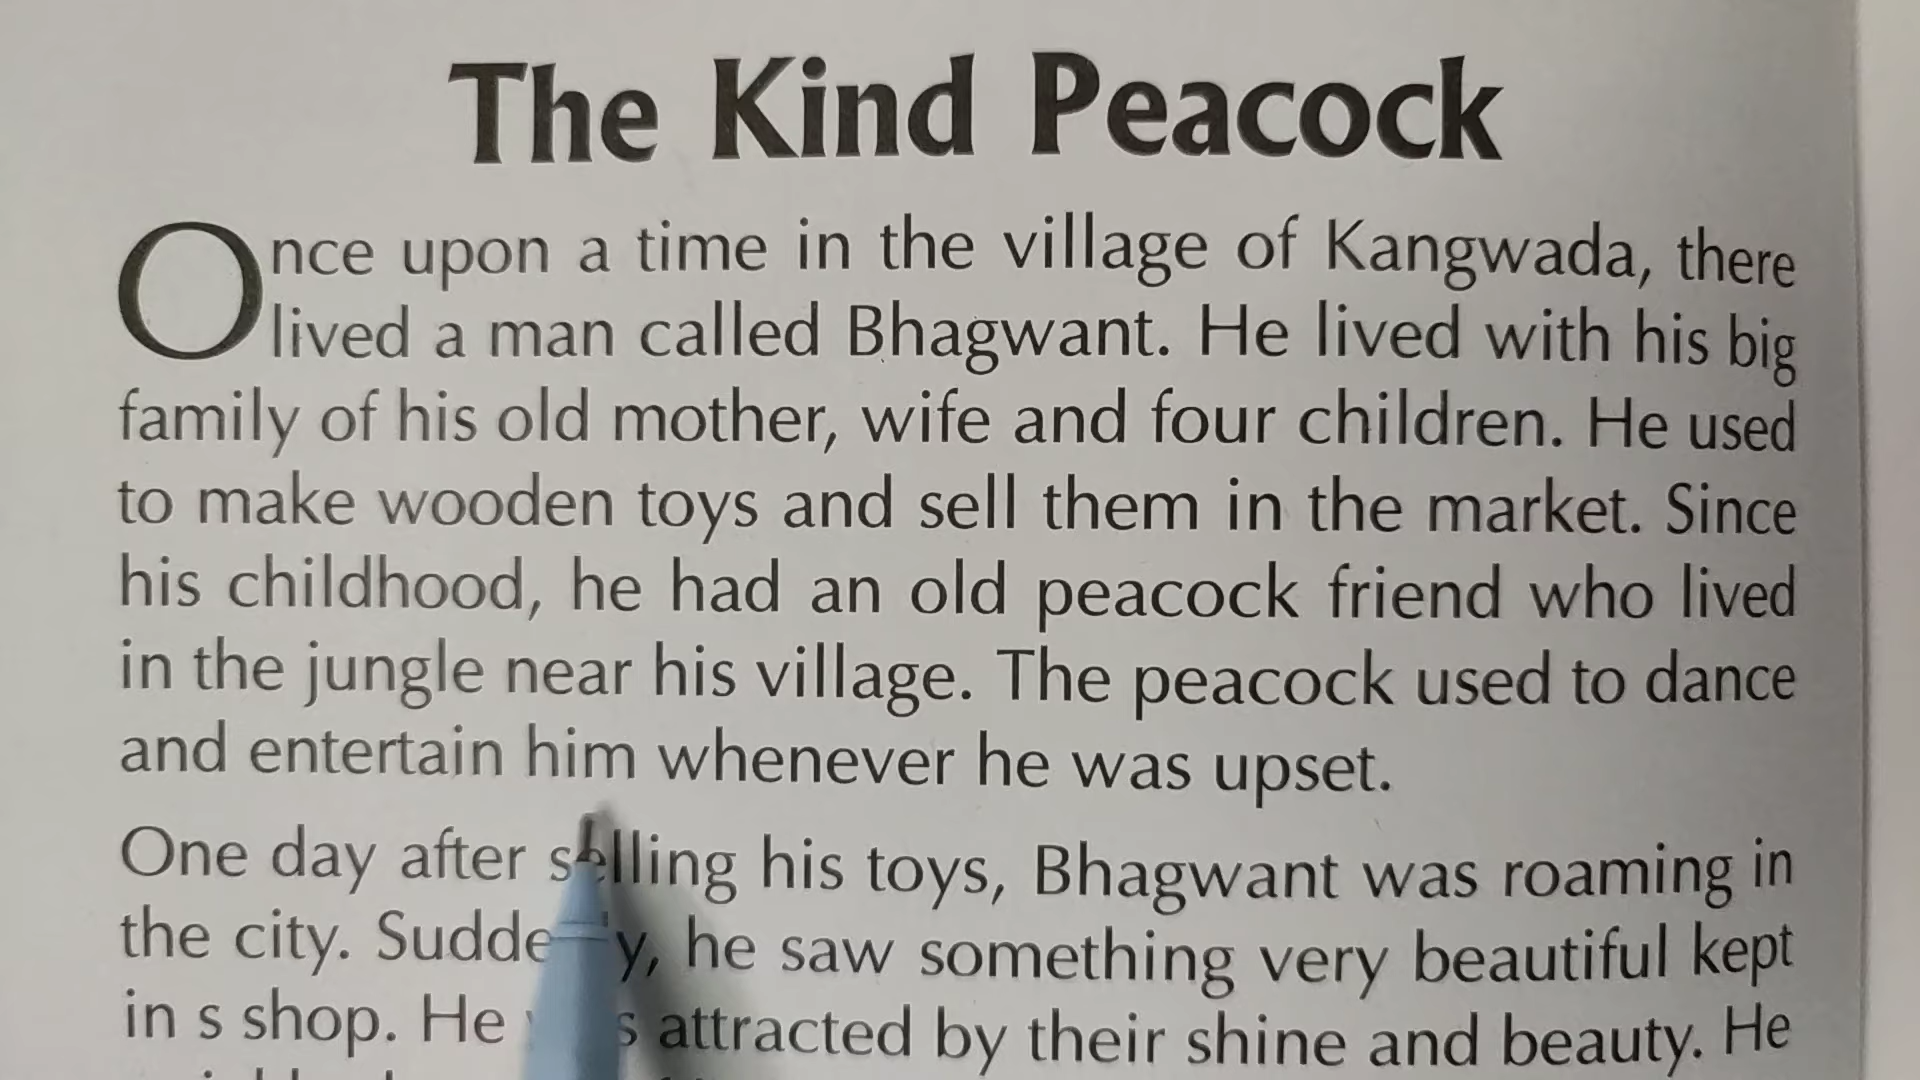 The Kind Peacock
Once upon a time in the village of Kangwada, there
lived a man called Bhagwant. He lived with his big
family of his old mother, wife and four children. He used
to make wooden toys and sell them in the market. Since
his childhood, he had an old peacock friend who lived
in the jungle near his village. The peacock used to dance
and entertain him whenever he was upset.
One day after selling his toys, Bhagwant was roaming in
the city. Suddenly, he saw something very beautiful kept
in s shop. He was attracted by their shine and beauty. He